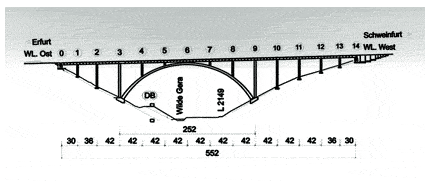 Erfurt
WL. Ost
Schweinfurt
WL. West
0 1 2 3 4 5 6 7 8 9 10 11 12 13 14
DB
Wilde Gera
L 2149
252
30 36 42 42 42 42 42 42 42 42 42 42 36 30
552